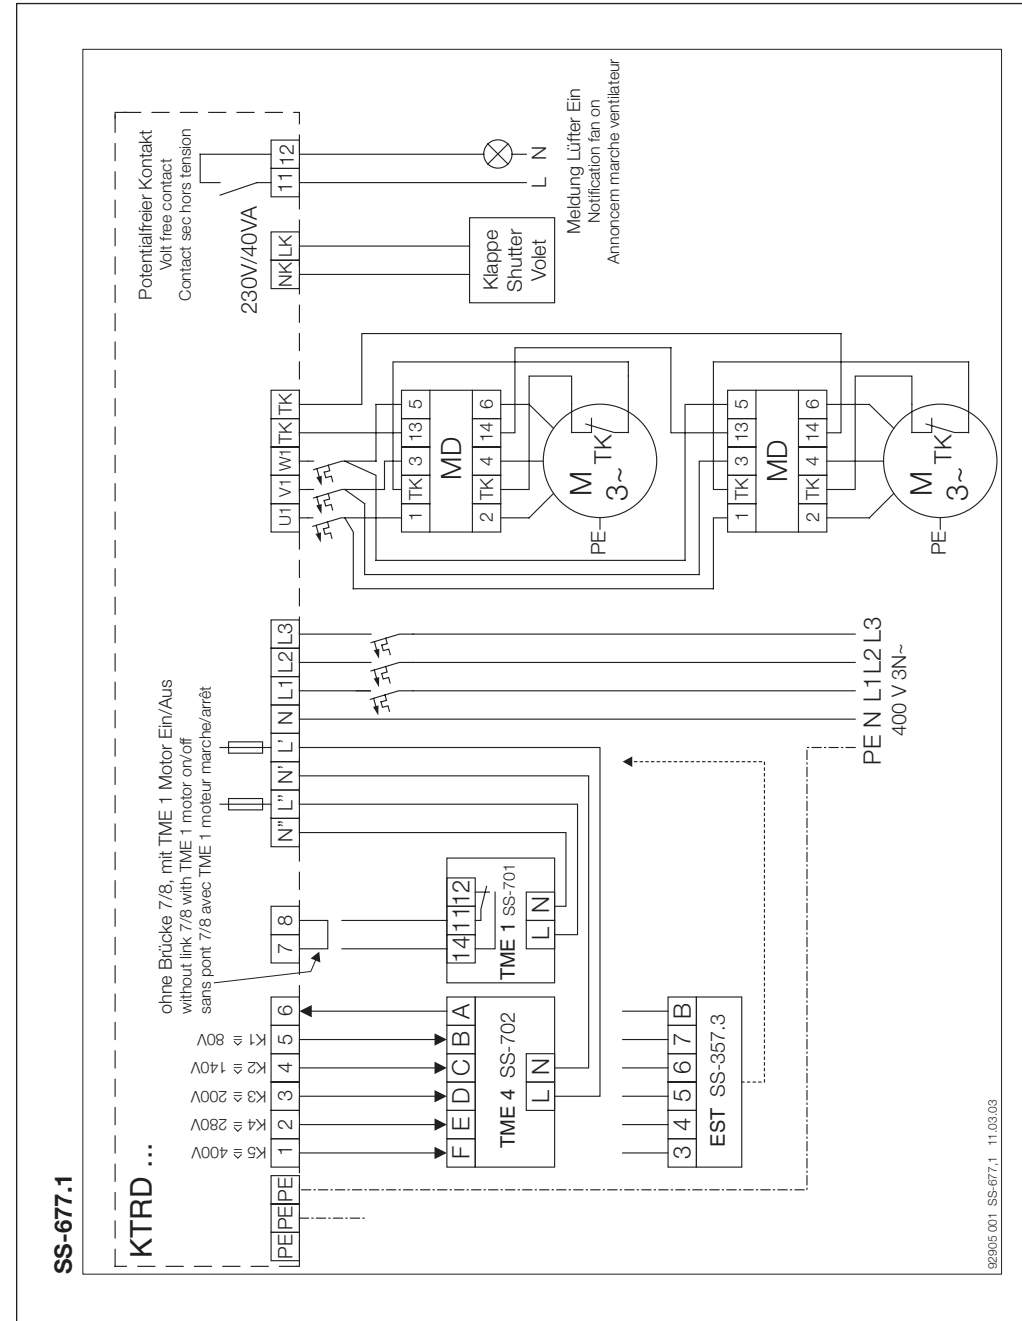 SS-677.1
KTRD ...
Potentialfreier Kontakt
Volt free contact
Contact sec hors tension
230V/40VA
ohne Brücke 7/8, mit TME 1 Motor Ein/Aus
without link 7/8 with TME 1 motor on/off
sans pont 7/8 avec TME 1 moteur marche/arrêt
K5 ≙ 400V
K4 ≙ 280V
K3 ≙ 200V
K2 ≙ 140V
K1 ≙ 80V
PE PE PE 1 2 3 4 5 6 7 8 N" L" N' L' N L1 L2 L3 U1 V1 W1 TK TK NK LK 11 12
F E D C B A
TME 4 SS-702
L N
14 11 12
TME 1 SS-701
L N
3 4 5 6 7 B
EST SS-357.3
PE N L1 L2 L3
400 V 3N~
1 TK 3 13 5
MD
2 TK 4 14 6
M
3~
TK
PE
1 TK 3 13 5
MD
2 TK 4 14 6
M
3~
TK
PE
Klappe
Shutter
Volet
L N
Meldung Lüfter Ein
Notification fan on
Annoncem marche ventilateur
92905 001 SS-677,1 11.03.03